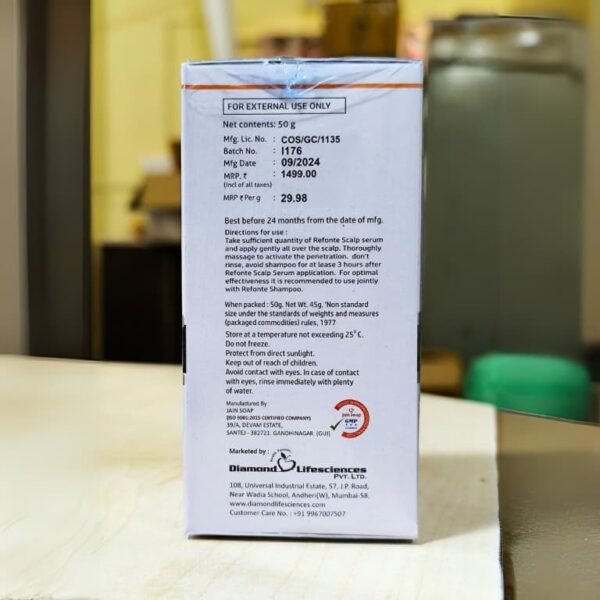 FOR EXTERNAL USE ONLY
Net contents: 50 g
Mfg. Lic. No. : COS/GC/1135
Batch No. : I176
Mfg Date : 09/2024
MRP. ₹ : 1499.00
(Incl of all taxes)
MRP ₹ Per g : 29.98
Best before 24 months from the date of mfg.
Directions for use :
Take sufficient quantity of Refonte Scalp serum
and apply gently all over the scalp. Thoroughly
massage to activate the penetration. don't
rinse, avoid shampoo for at lease 3 hours after
Refonte Scalp Serum application. For optimal
effectiveness it is recommended to use jointly
with Refonte Shampoo.
When packed : 50g. Net Wt. 45g. 'Non standard
size under the standards of weights and measures
(packaged commodities) rules, 1977
Store at a temperature not exceeding 25°C.
Do not freeze.
Protect from direct sunlight.
Keep out of reach of children.
Avoid contact with eyes. In case of contact
with eyes, rinse immediately with plenty
of water.
Manufactured By :
JAIN SOAP
(ISO 9001:2015 CERTIFIED COMPANY)
39/A, DEVAM ESTATE,
SANTEJ - 382721. GANDHINAGAR (GUJ)
jain soap
GMP
Marketed by :
Diamond Lifesciences
PVT. LTD.
108, Universal Industrial Estate, 57, J.P. Road,
Near Wadia School, Andheri(W), Mumbai-58.
www.diamondlifesciences.com
Customer Care No. : +91 9967007507